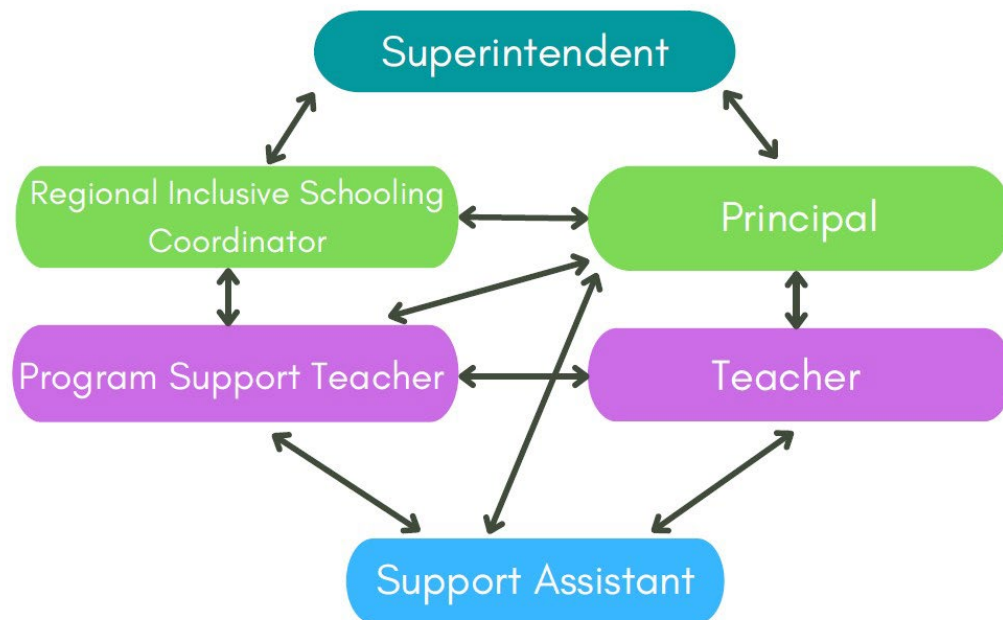 Superintendent
Regional Inclusive Schooling
Coordinator
Principal
Program Support Teacher
Teacher
Support Assistant